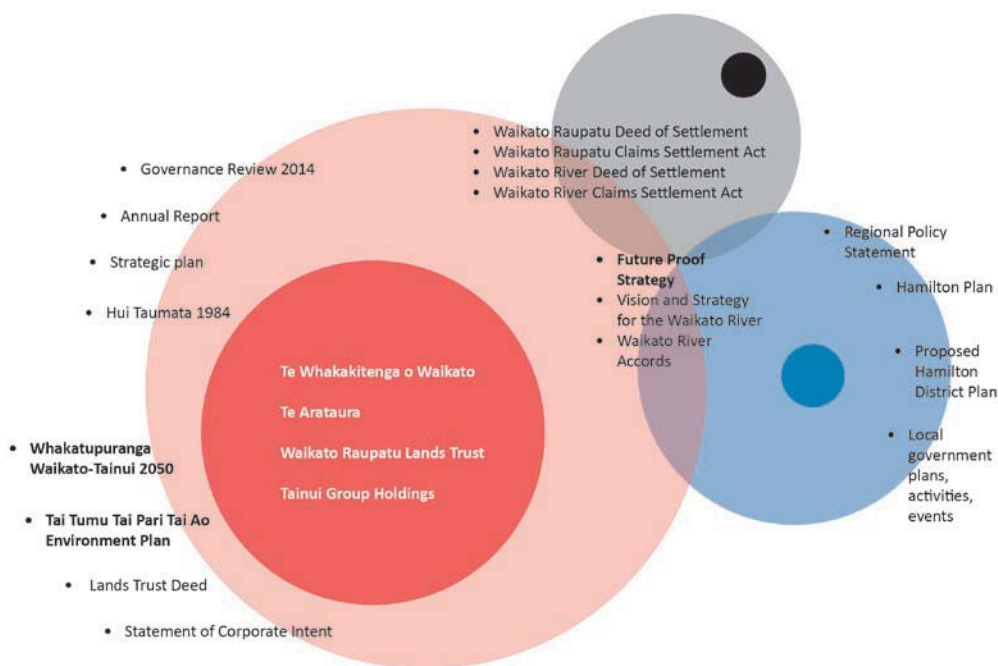 • Waikato Raupatu Deed of Settlement
• Waikato Raupatu Claims Settlement Act
• Waikato River Deed of Settlement
• Waikato River Claims Settlement Act
• Governance Review 2014
• Annual Report
• Strategic plan
• Hui Taumata 1984
• Whakatupuranga
Waikato-Tainui 2050
• Tai Tumu Tai Pari Tai Ao
Environment Plan
• Lands Trust Deed
• Statement of Corporate Intent
Te Whakakitenga o Waikato
Te Arataura
Waikato Raupatu Lands Trust
Tainui Group Holdings
• Future Proof
Strategy
• Vision and Strategy
for the Waikato River
• Waikato River
Accords
• Regional Policy
Statement
• Hamilton Plan
• Proposed
Hamilton
District Plan
• Local
government
plans,
activities,
events